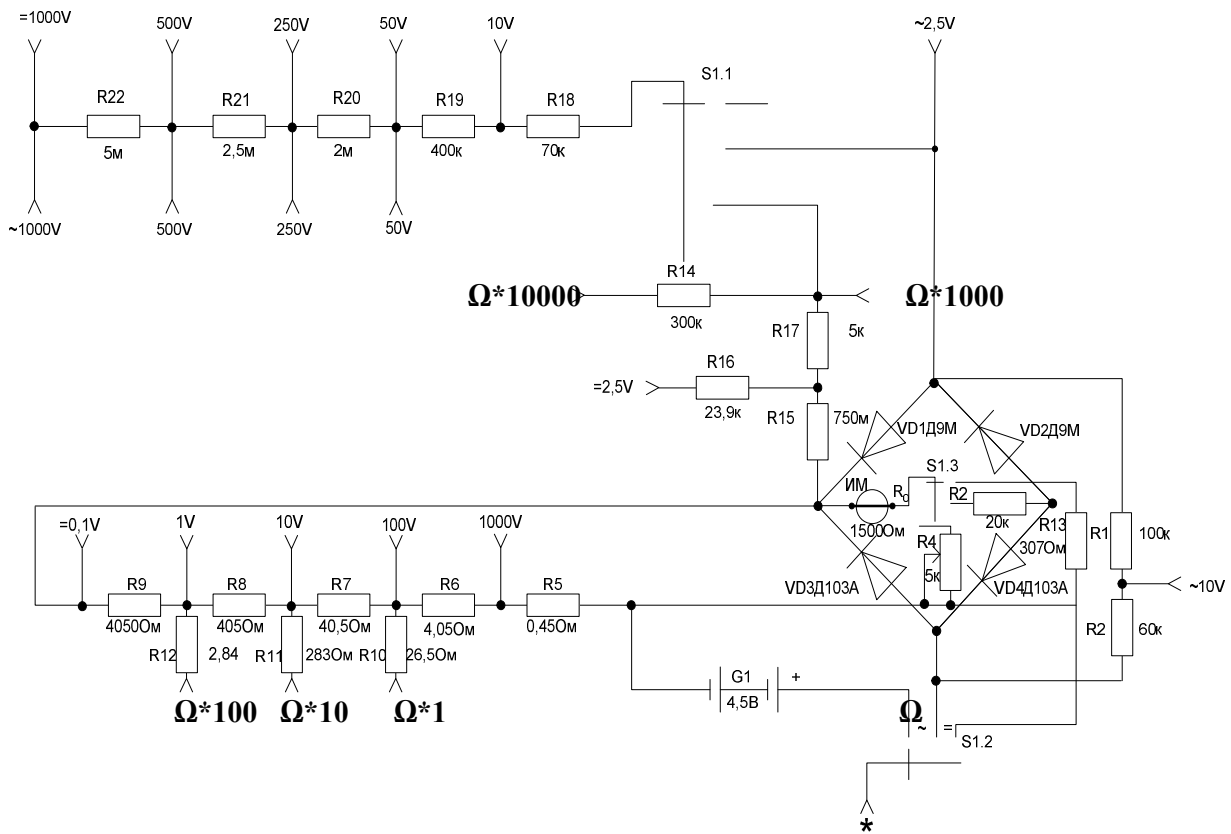 =1000V 500V 250V 50V 10V ~2,5V
S1.1
R22 R21 R20 R19 R18
5м 2,5м 2м 400к 70к
~1000V 500V 250V 50V
R14
Ω*10000 Ω*1000
300к R17 5к
R16
=2,5V
23,9к R15 750м
VD1Д9М VD2Д9М
S1.3
ИМ R0 R2
1500Ом 20к R13 R1 100к
=0,1V 1V 10V 100V 1000V
R4 307Ом
5к
VD3Д103А VD4Д103А ~10V
R9 R8 R7 R6 R5
4050Ом 405Ом 40,5Ом 4,05Ом 0,45Ом
R2 60к
R12 2,84 R11 283Ом R10 26,5Ом
G1 +
4,5В
Ω*100 Ω*10 Ω*1 Ω
~ =
S1.2
*